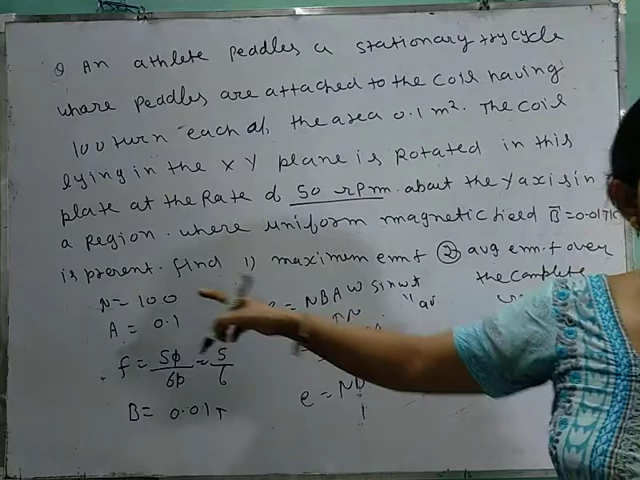 Q An athlete Peddles a stationary trycycle
where Peddles are attached to the coil having
100 turn each of the area 0.1 m². The coil
lying in the X Y plane is Rotated in this
plate at the Rate of 50 rpm. about the Y axis in
a Region. where uniform magnetic field B̅=0.01T
is present. find 1) maximum emf ② avg emf over
the complete
N= 100
= NBA ω sin ωt
A = 0.1
f = 50/60 = 5/6
B= 0.01T
e = N